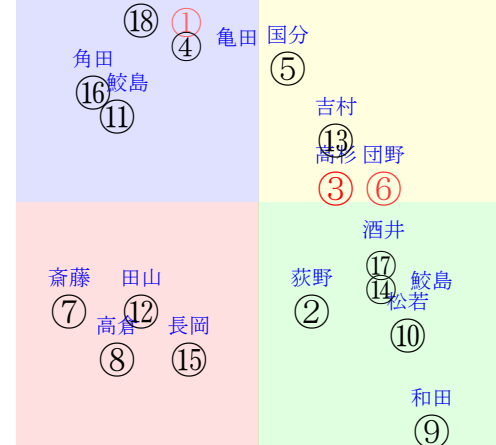 ⑱ ① 亀田 国分
④
角田 ⑤
鮫島
⑯
⑪ 吉村
⑬
高杉 団野
③ ⑥
酒井
⑰
斎藤 田山 荻野 鮫島
⑭
松若
⑦ ⑫ ②
高倉 長岡 ⑩
⑧ ⑮
和田
⑨